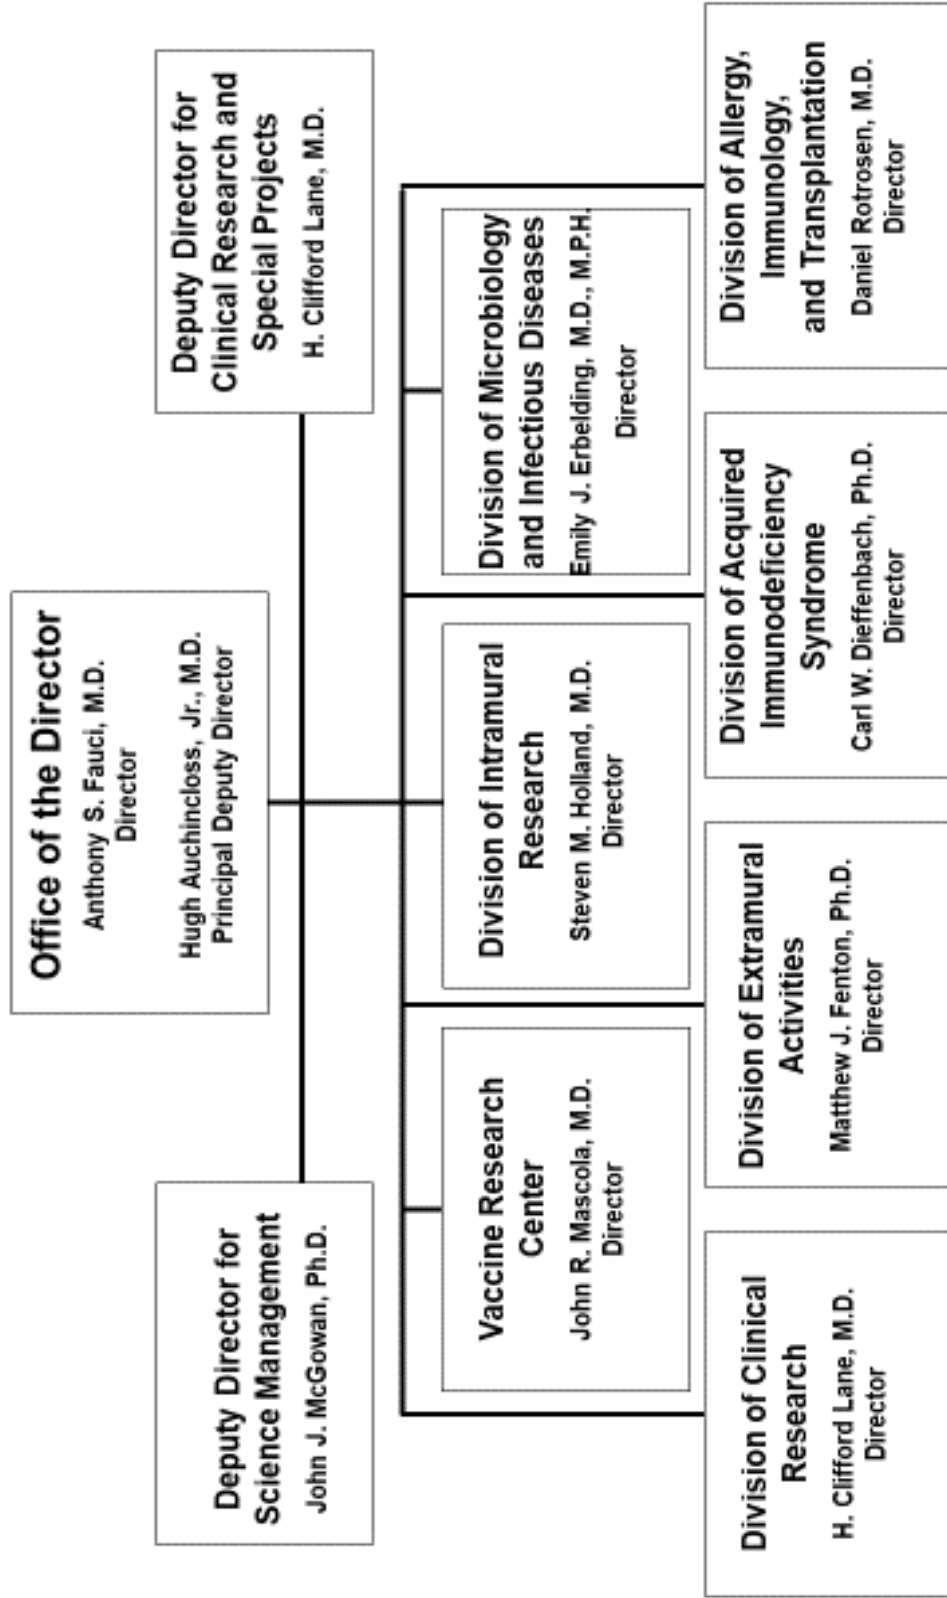 Office of the Director
Anthony S. Fauci, M.D.
Director
Hugh Auchincloss, Jr., M.D.
Principal Deputy Director
Deputy Director for
Science Management
John J. McGowan, Ph.D.
Deputy Director for
Clinical Research and
Special Projects
H. Clifford Lane, M.D.
Vaccine Research
Center
John R. Mascola, M.D.
Director
Division of Intramural
Research
Steven M. Holland, M.D.
Director
Division of Microbiology
and Infectious Diseases
Emily J. Erbelding, M.D., M.P.H.
Director
Division of Clinical
Research
H. Clifford Lane, M.D.
Director
Division of Extramural
Activities
Matthew J. Fenton, Ph.D.
Director
Division of Acquired
Immunodeficiency
Syndrome
Carl W. Dieffenbach, Ph.D.
Director
Division of Allergy,
Immunology,
and Transplantation
Daniel Rotrosen, M.D.
Director